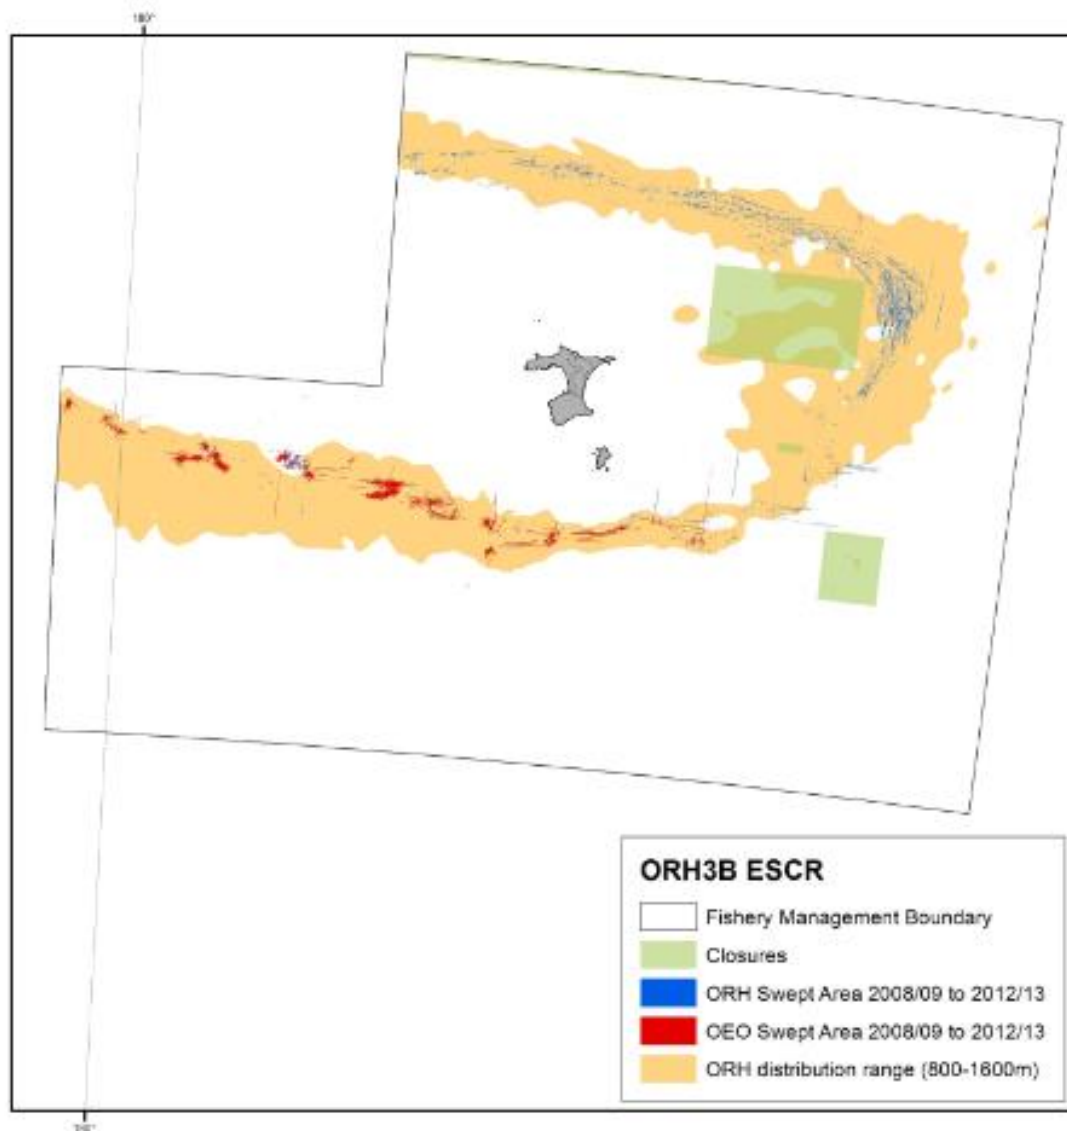 180°
ORH3B ESCR
Fishery Management Boundary
Closures
ORH Swept Area 2008/09 to 2012/13
OEO Swept Area 2008/09 to 2012/13
ORH distribution range (800-1600m)